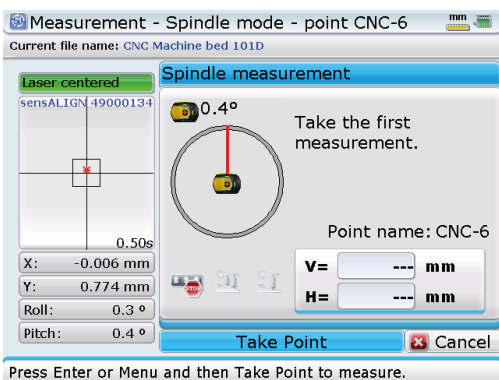 Measurement - Spindle mode - point CNC-6
mm
Current file name: CNC Machine bed 101D
Laser centered
Spindle measurement
sensALIGN 49000134
0.4º
Take the first
measurement.
0.50s
Point name: CNC-6
X: -0.006 mm
V= --- mm
Y: 0.774 mm
STOP
H= --- mm
Roll: 0.3 º
Pitch: 0.4 º
Take Point
Cancel
Press Enter or Menu and then Take Point to measure.